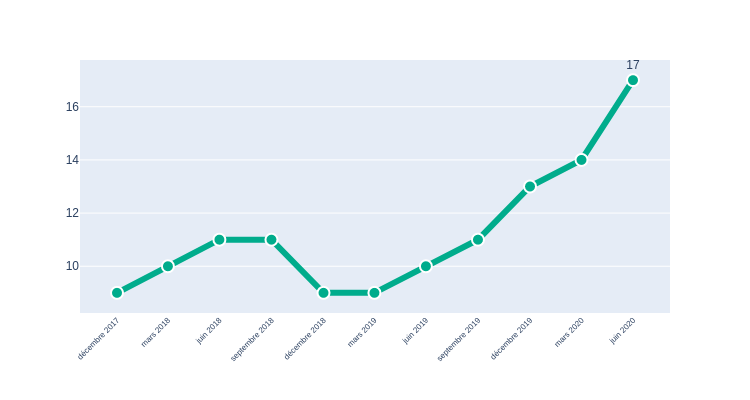 17
16
14
12
10
décembre 2017
mars 2018
juin 2018
septembre 2018
décembre 2018
mars 2019
juin 2019
septembre 2019
décembre 2019
mars 2020
juin 2020